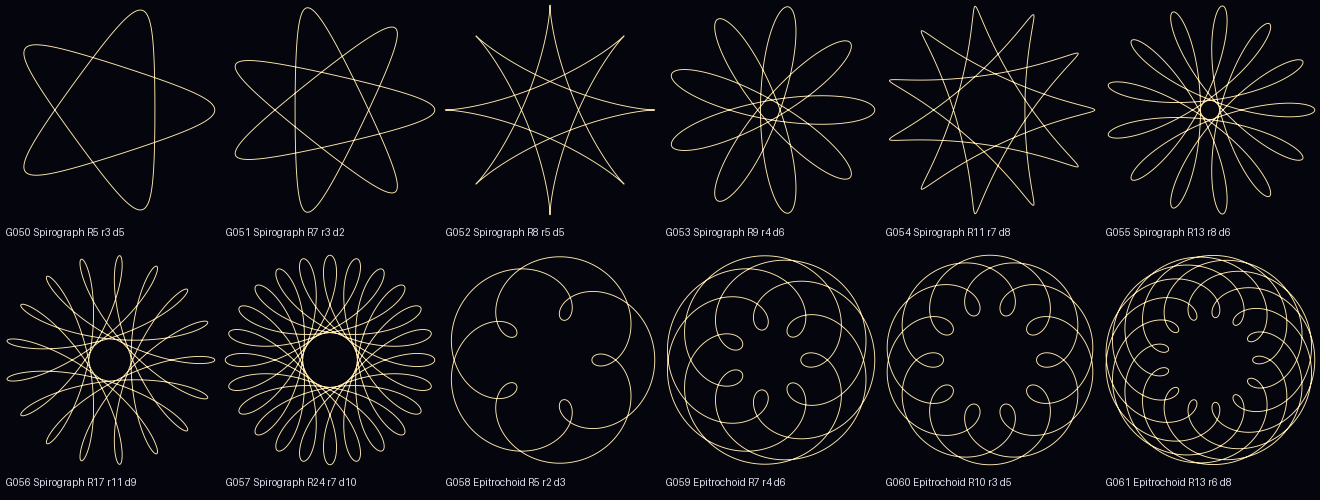 G050 Spirograph R5 r3 d5
G051 Spirograph R7 r3 d2
G052 Spirograph R8 r5 d5
G053 Spirograph R9 r4 d6
G054 Spirograph R11 r7 d8
G055 Spirograph R13 r8 d6
G056 Spirograph R17 r11 d9
G057 Spirograph R24 r7 d10
G058 Epitrochoid R5 r2 d3
G059 Epitrochoid R7 r4 d6
G060 Epitrochoid R10 r3 d5
G061 Epitrochoid R13 r6 d8